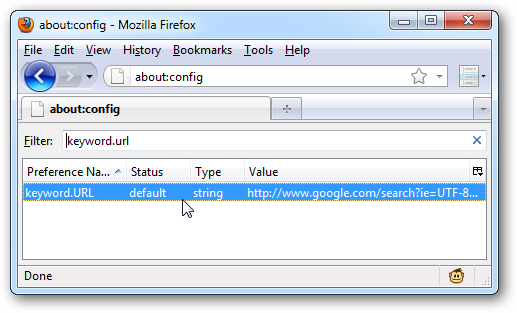 about:config - Mozilla Firefox
File Edit View History Bookmarks Tools Help
about:config
about:config
Filter: keyword.url
Preference Na... Status Type Value
keyword.URL default string http://www.google.com/search?ie=UTF-8...
Done